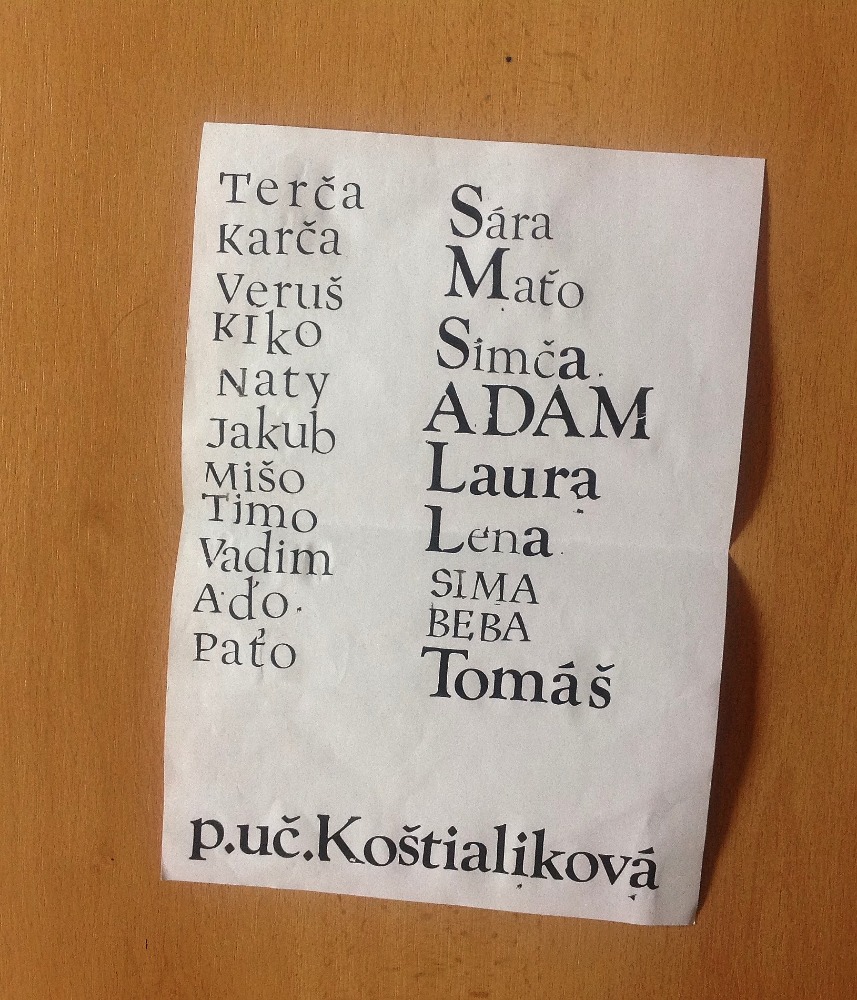 Terča
Karča
Veruš
KIko
Naty
Jakub
Mišo
Timo
Vadim
Aďo.
Paťo
Sára
Maťo
Simča.
ADAM
Laura
Lena
SIMA
BEBA
Tomáš
p.uč.Koštialiková